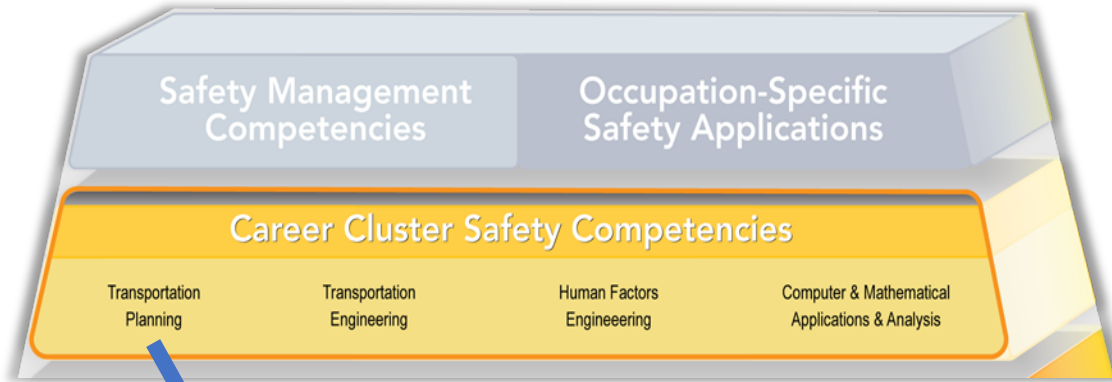 Safety Management
Competencies
Occupation-Specific
Safety Applications
Career Cluster Safety Competencies
Transportation
Planning
Transportation
Engineering
Human Factors
Engineeering
Computer & Mathematical
Applications & Analysis